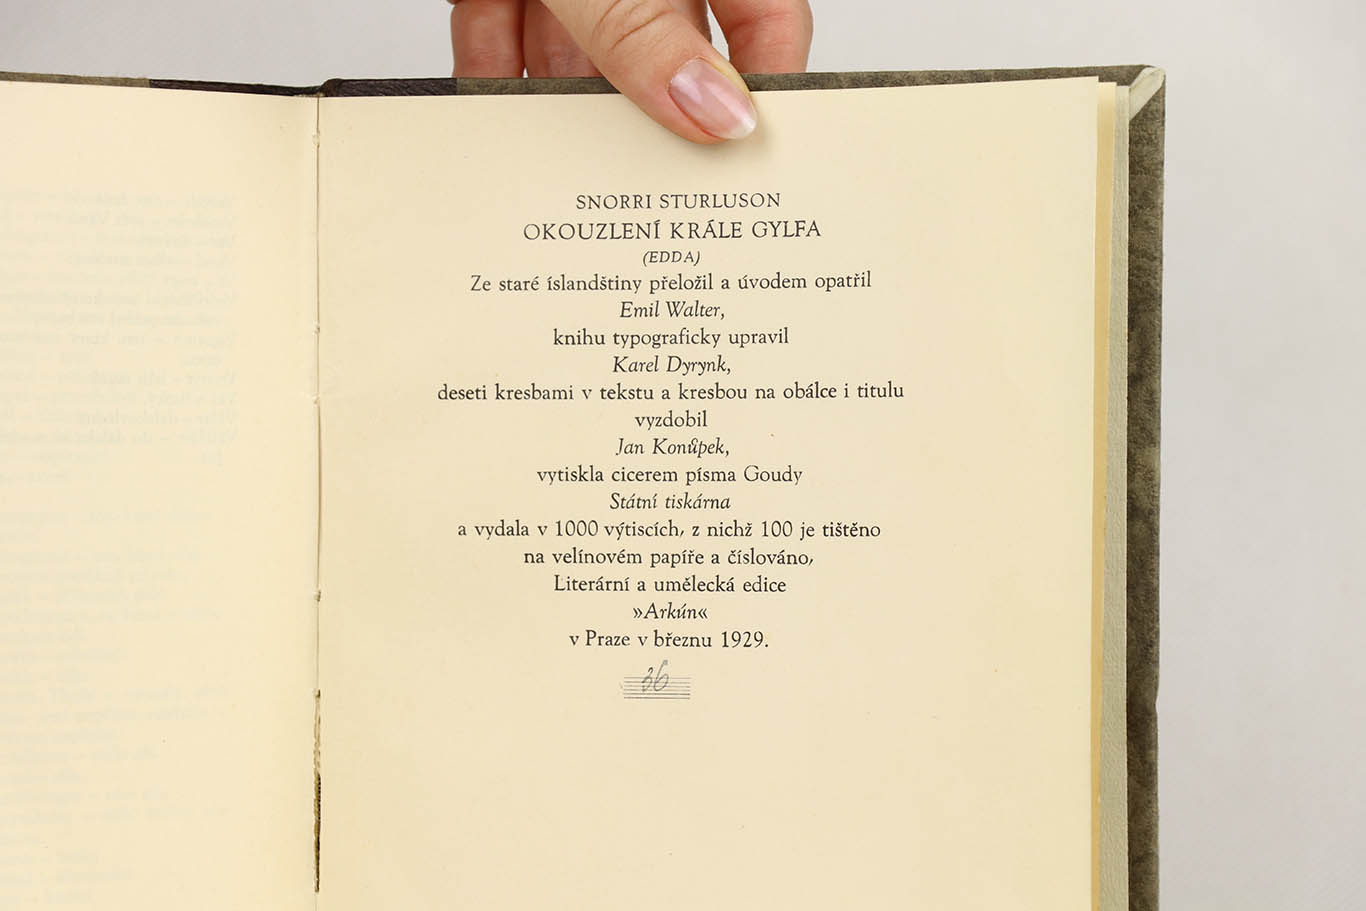 SNORRI STURLUSON
OKOUZLENÍ KRÁLE GYLFA
(EDDA)
Ze staré íslandštiny přeložil a úvodem opatřil
Emil Walter,
knihu typograficky upravil
Karel Dyrynk,
deseti kresbami v tekstu a kresbou na obálce i titulu
vyzdobil
Jan Konůpek,
vytiskla cicerem písma Goudy
Státní tiskárna
a vydala v 1000 výtiscích, z nichž 100 je tištěno
na velínovém papíře a číslováno,
Literární a umělecká edice
»Arkún«
v Praze v březnu 1929.
36